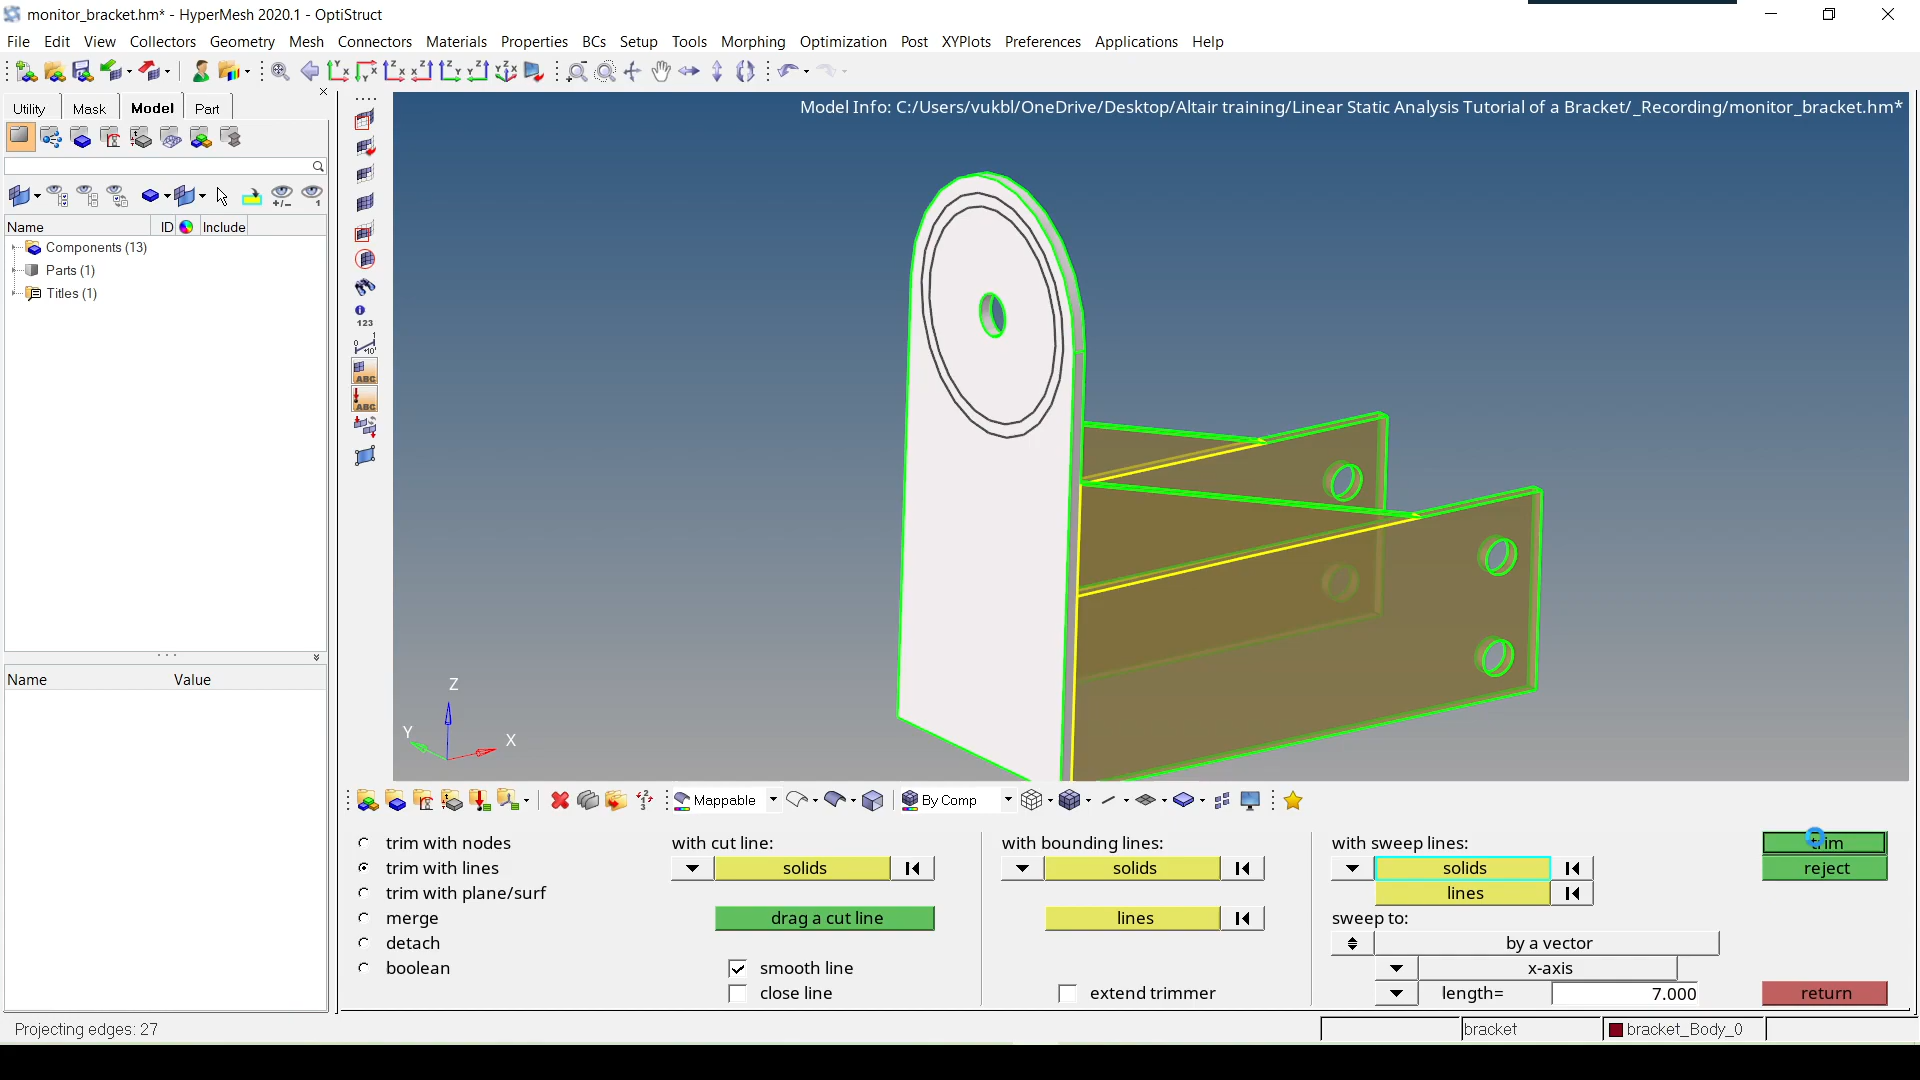 monitor_bracket.hm* - HyperMesh 2020.1 - OptiStruct
File Edit View Collectors Geometry Mesh Connectors Materials Properties BCs Setup Tools Morphing Optimization Post XYPlots Preferences Applications Help
Utility Mask Model Part
Model Info: C:/Users/vukbl/OneDrive/Desktop/Altair training/Linear Static Analysis Tutorial of a Bracket/_Recording/monitor_bracket.hm*
Name ID Include
Components (13)
Parts (1)
Titles (1)
123
ABC
ABC
Name Value
Z
Y
X
Mappable By Comp
trim with nodes
trim with lines
trim with plane/surf
merge
detach
boolean
with cut line:
solids
drag a cut line
smooth line
close line
with bounding lines:
solids
lines
extend trimmer
with sweep lines:
solids
lines
sweep to:
by a vector
x-axis
length= 7.000
trim
reject
return
Projecting edges: 27
bracket
bracket_Body_0